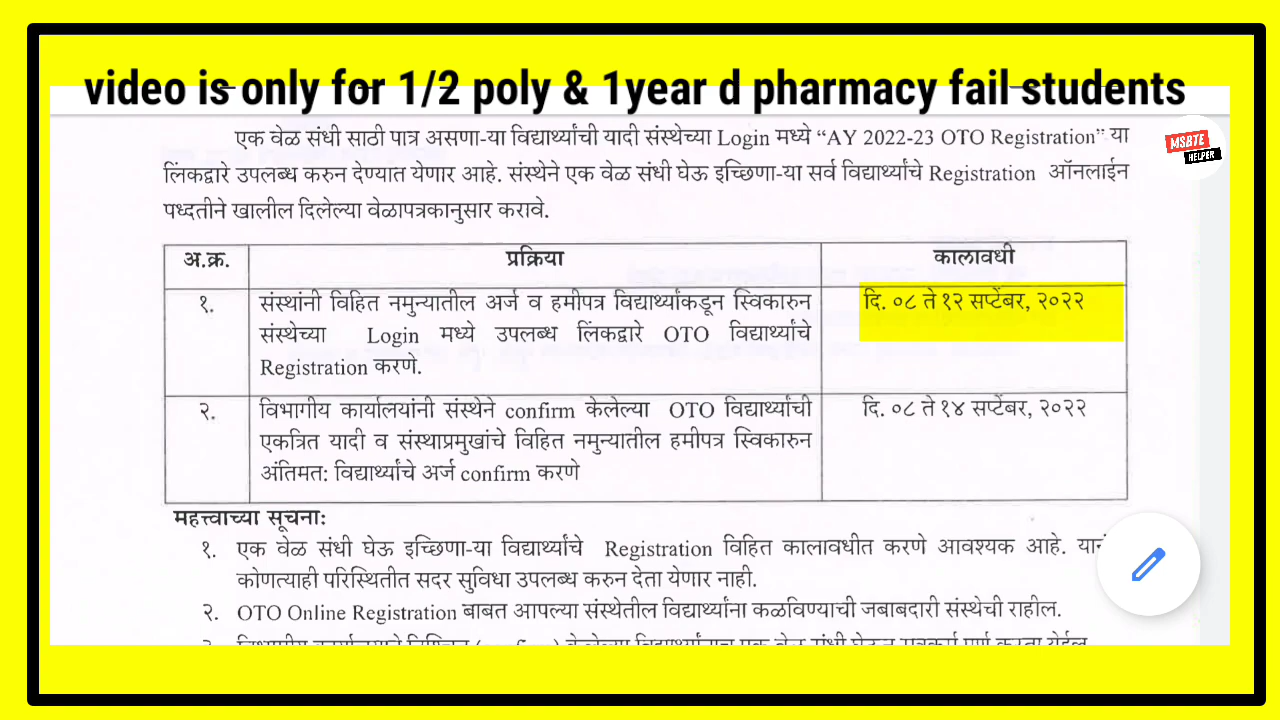 video is only for 1/2 poly & 1year d pharmacy fail students
एक वेळ संधी साठी पात्र असणा-या विद्यार्थ्यांची यादी संस्थेच्या Login मध्ये “AY 2022-23 OTO Registration” या
MSBTE
HELPER
लिंकद्वारे उपलब्ध करुन देण्यात येणार आहे. संस्थेने एक वेळ संधी घेऊ इच्छिणा-या सर्व विद्यार्थ्यांचे Registration ऑनलाईन
पध्दतीने खालील दिलेल्या वेळापत्रकानुसार करावे.
अ.क्र. प्रक्रिया कालावधी
१. संस्थांनी विहित नमुन्यातील अर्ज व हमीपत्र विद्यार्थ्यांकडून स्विकारुन दि. ०८ ते १२ सप्टेंबर, २०२२
संस्थेच्या Login मध्ये उपलब्ध लिंकद्वारे OTO विद्यार्थ्यांचे
Registration करणे.
२. विभागीय कार्यालयांनी संस्थेने confirm केलेल्या OTO विद्यार्थ्यांची दि. ०८ ते १४ सप्टेंबर, २०२२
एकत्रित यादी व संस्थाप्रमुखांचे विहित नमुन्यातील हमीपत्र स्विकारुन
अंतिमत: विद्यार्थ्यांचे अर्ज confirm करणे
महत्त्वाच्या सूचनाः
१. एक वेळ संधी घेऊ इच्छिणा-या विद्यार्थ्यांचे Registration विहित कालावधीत करणे आवश्यक आहे.
कोणत्याही परिस्थितीत सदर सुविधा उपलब्ध करुन देता येणार नाही.
२. OTO Online Registration बाबत आपल्या संस्थेतील विद्यार्थ्यांना कळविण्याची जबाबदारी संस्थेची राहील.